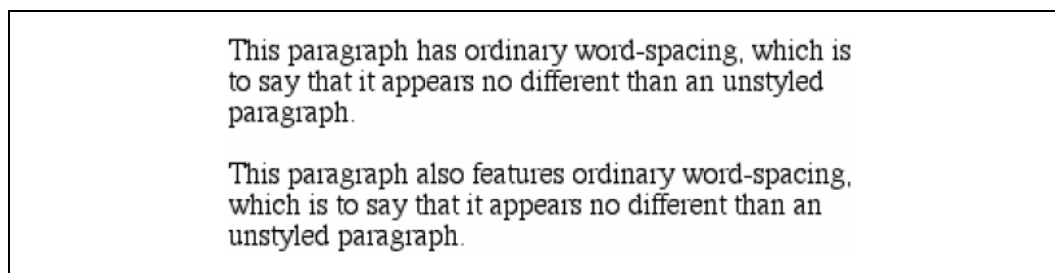 This paragraph has ordinary word-spacing, which is
to say that it appears no different than an unstyled
paragraph.
This paragraph also features ordinary word-spacing,
which is to say that it appears no different than an
unstyled paragraph.